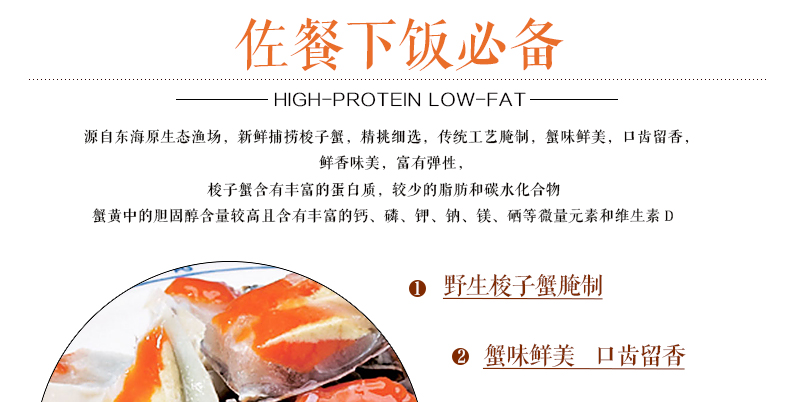 佐餐下饭必备
HIGH-PROTEIN LOW-FAT
源自东海原生态渔场，新鲜捕捞梭子蟹，精挑细选，传统工艺腌制，蟹味鲜美，口齿留香，
鲜香味美，富有弹性，
梭子蟹含有丰富的蛋白质，较少的脂肪和碳水化合物
蟹黄中的胆固醇含量较高且含有丰富的钙、磷、钾、钠、镁、硒等微量元素和维生素 D
❶ 野生梭子蟹腌制
❷ 蟹味鲜美 口齿留香